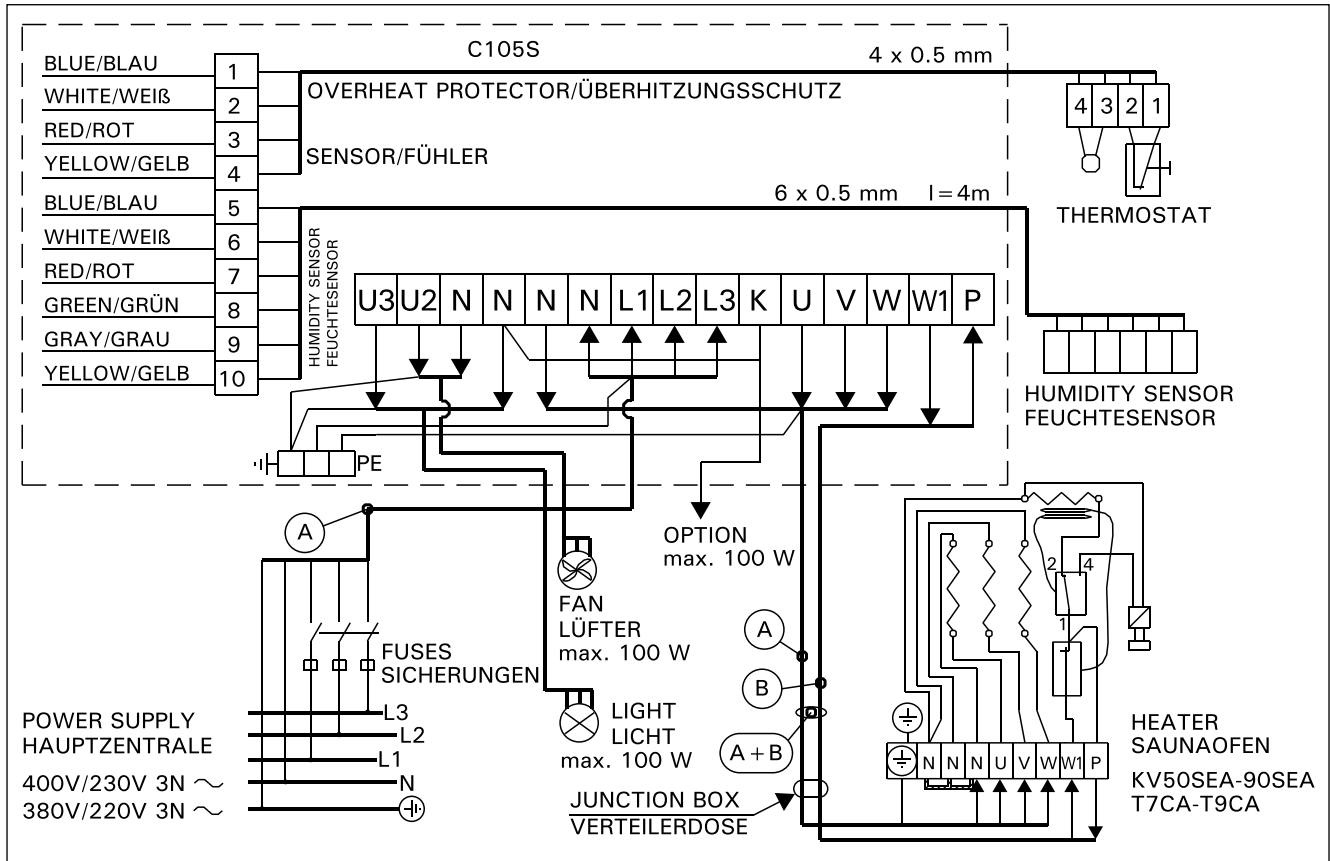 C105S
4 x 0.5 mm
BLUE/BLAU 1
WHITE/WEIß 2
RED/ROT 3
YELLOW/GELB 4
BLUE/BLAU 5
WHITE/WEIß 6
RED/ROT 7
GREEN/GRÜN 8
GRAY/GRAU 9
YELLOW/GELB 10
OVERHEAT PROTECTOR/ÜBERHITZUNGSSCHUTZ
SENSOR/FÜHLER
4 3 2 1
THERMOSTAT
6 x 0.5 mm l=4m
HUMIDITY SENSOR
FEUCHTESENSOR
U3 U2 N N N N L1 L2 L3 K U V W W1 P
HUMIDITY SENSOR
FEUCHTESENSOR
PE
A
OPTION
max. 100 W
FAN
LÜFTER
max. 100 W
LIGHT
LICHT
max. 100 W
FUSES
SICHERUNGEN
POWER SUPPLY
HAUPTZENTRALE
400V/230V 3N ~
380V/220V 3N ~
L3
L2
L1
N
A
B
A+B
JUNCTION BOX
VERTEILERDOSE
2 4
1
N N N U V W W1 P
HEATER
SAUNAOFEN
KV50SEA-90SEA
T7CA-T9CA